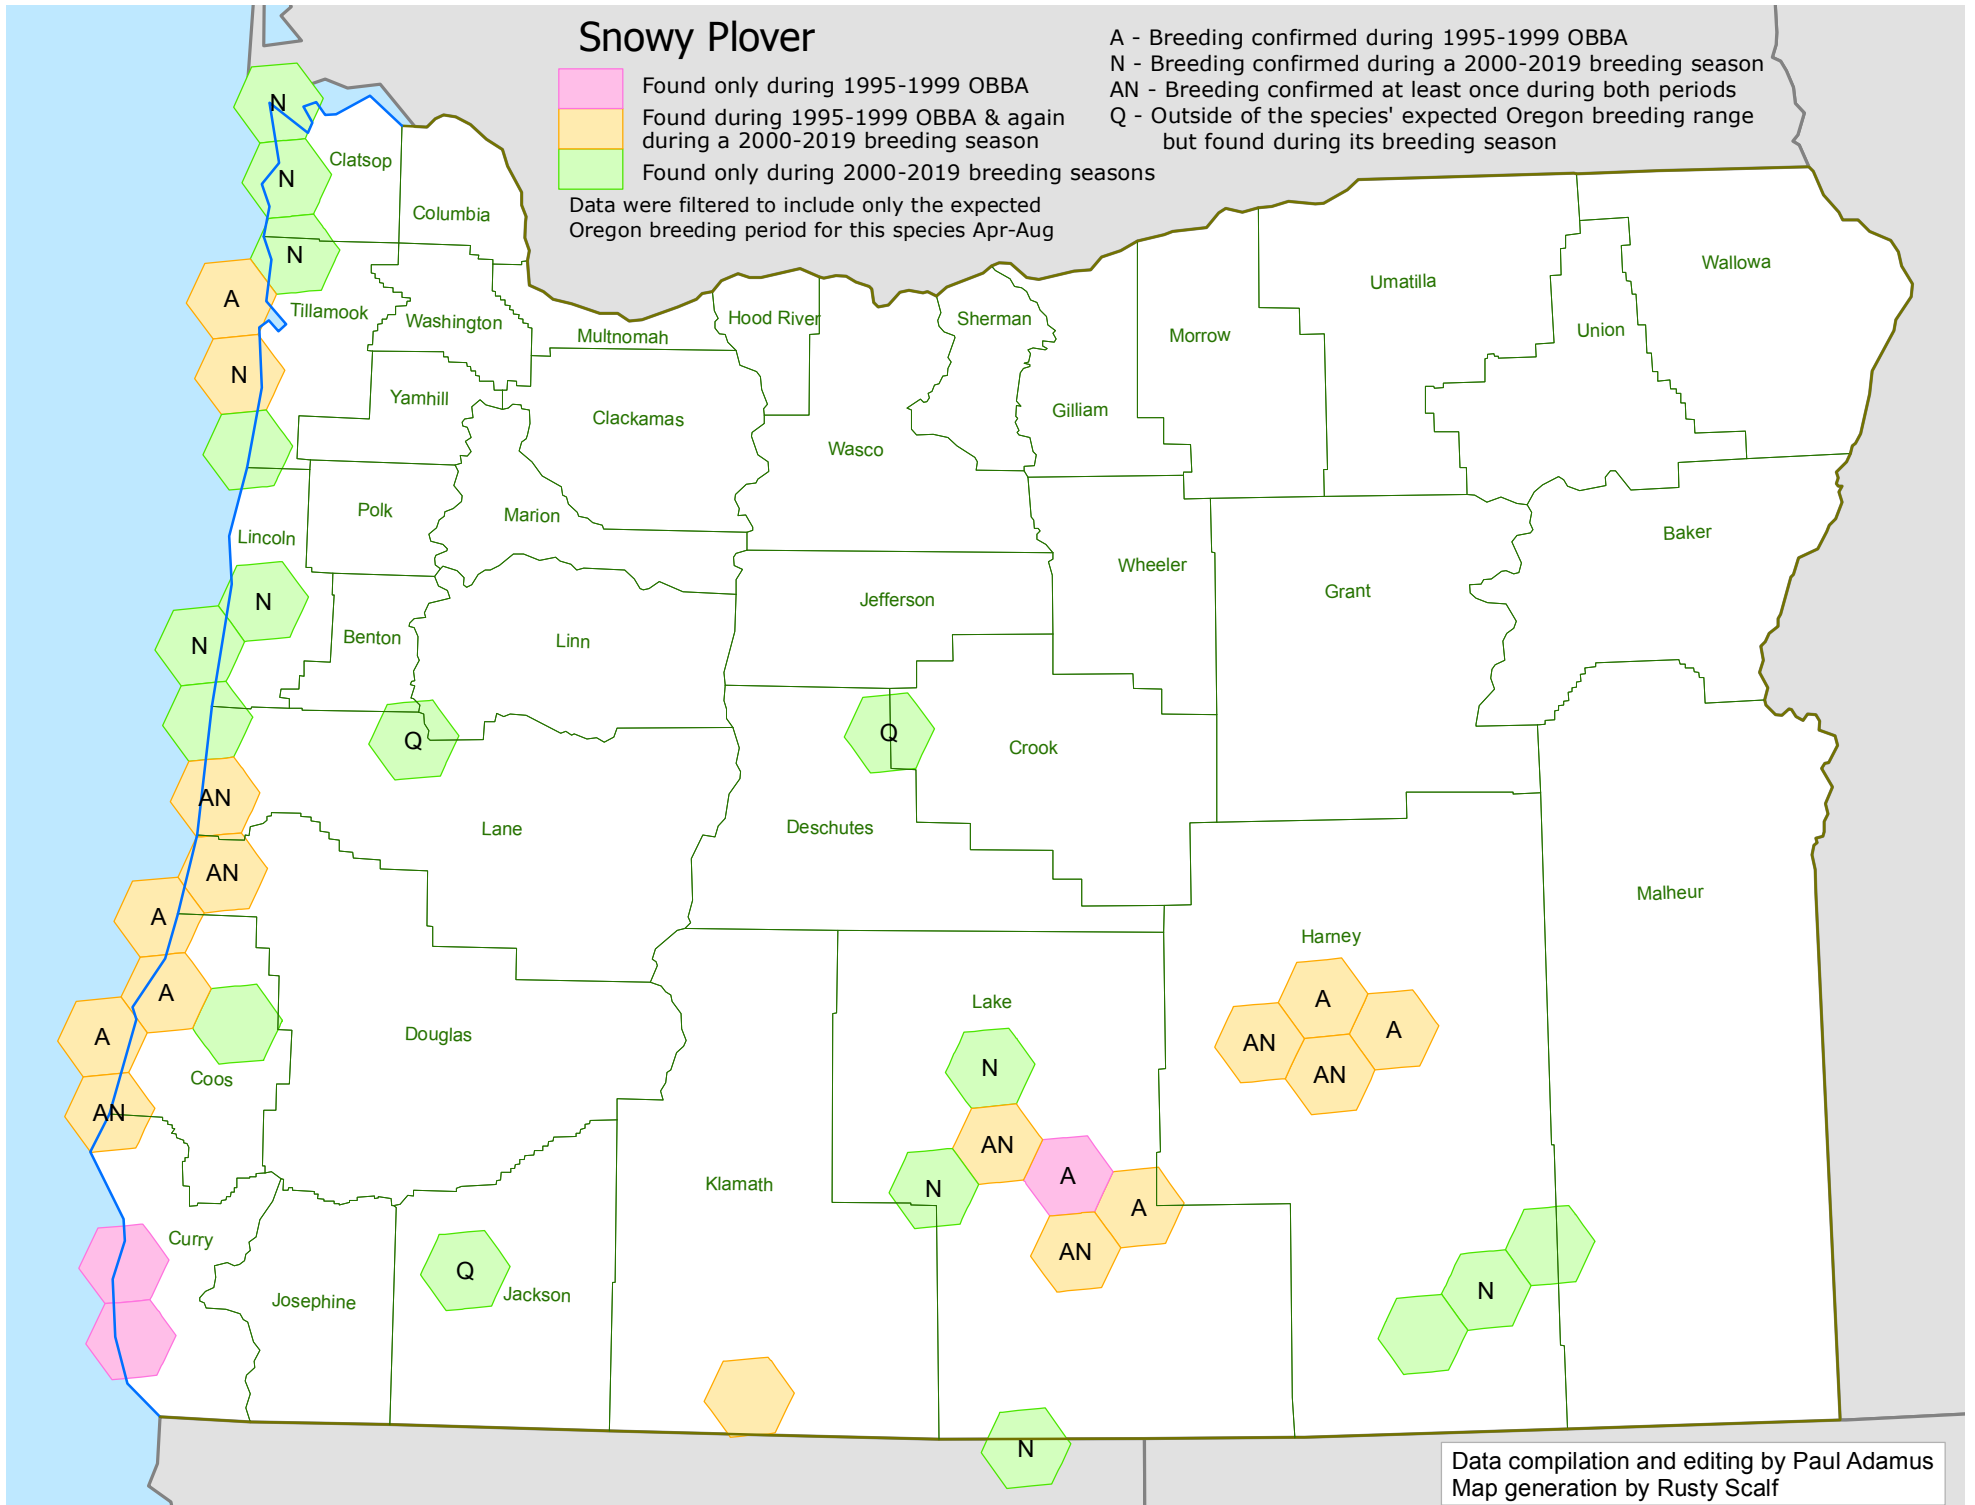 Snowy Plover
Found only during 1995-1999 OBBA
Found during 1995-1999 OBBA & again
during a 2000-2019 breeding season
Found only during 2000-2019 breeding seasons
Data were filtered to include only the expected
Oregon breeding period for this species Apr-Aug
A - Breeding confirmed during 1995-1999 OBBA
N - Breeding confirmed during a 2000-2019 breeding season
AN - Breeding confirmed at least once during both periods
Q - Outside of the species' expected Oregon breeding range
but found during its breeding season
N
Clatsop
N
Columbia
N
Wallowa
Umatilla
A
Tillamook
Washington
Hood River
Sherman
Multnomah
Morrow
Union
N
Yamhill
Clackamas
Gilliam
Wasco
Polk
Marion
Lincoln
Baker
Wheeler
Grant
N
Jefferson
N
Benton
Linn
Q
Q
Crook
AN
Lane
Deschutes
AN
Malheur
A
Harney
A
Lake
A
A
A
Douglas
AN
AN
Coos
N
AN
AN
A
Klamath
N
A
Curry
AN
Q
Jackson
Josephine
N
N
Data compilation and editing by Paul Adamus
Map generation by Rusty Scalf